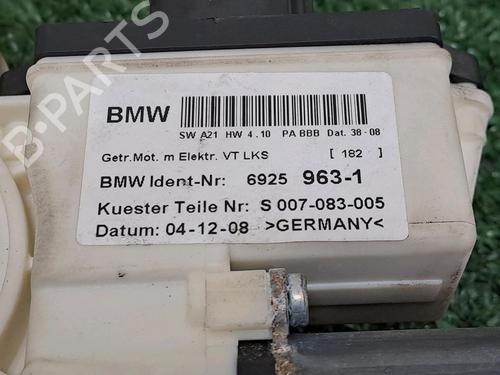 BMW
SW A21 HW 4.10 PA BBB Dat. 38-08
Getr.Mot. m Elektr. VT LKS [ 182 ]
BMW Ident-Nr: 6925 963-1
Kuester Teile Nr: S 007-083-005
Datum: 04-12-08 >GERMANY<